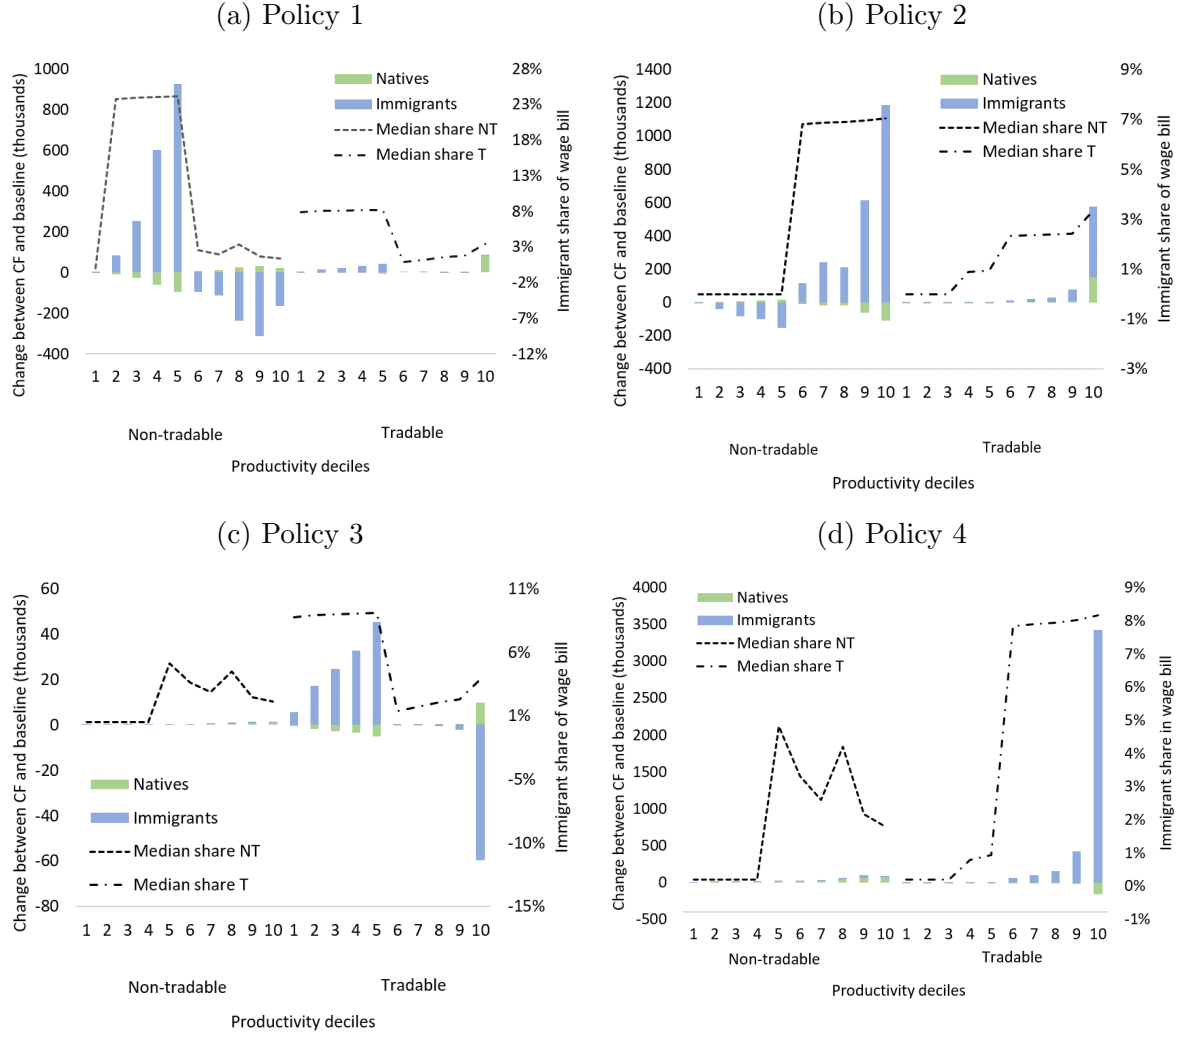 (a) Policy 1
Change between CF and baseline (thousands)
1000
800
600
400
200
0
-200
-400
28%
23%
18%
13%
8%
3%
-2%
-7%
-12%
Immigrant share of wage bill
Natives
Immigrants
Median share NT
Median share T
1 2 3 4 5 6 7 8 9 10 1 2 3 4 5 6 7 8 9 10
Non-tradable Tradable
Productivity deciles
(b) Policy 2
Change between CF and baseline (thousands)
1400
1200
1000
800
600
400
200
0
-200
-400
9%
7%
5%
3%
1%
-1%
-3%
Immigrant share of wage bill
Natives
Immigrants
Median share NT
Median share T
1 2 3 4 5 6 7 8 9 10 1 2 3 4 5 6 7 8 9 10
Non-tradable Tradable
Productivity deciles
(c) Policy 3
Change between CF and baseline (thousands)
60
40
20
0
-20
-40
-60
-80
11%
6%
1%
-5%
-10%
-15%
Immigrant share of wage bill
Natives
Immigrants
Median share NT
Median share T
1 2 3 4 5 6 7 8 9 10 1 2 3 4 5 6 7 8 9 10
Non-tradable Tradable
Productivity deciles
(d) Policy 4
Change between CF and baseline (thousands)
4000
3500
3000
2500
2000
1500
1000
500
0
-500
9%
8%
7%
6%
5%
4%
3%
2%
1%
0%
-1%
Immigrant share in wage bill
Natives
Immigrants
Median share NT
Median share T
1 2 3 4 5 6 7 8 9 10 1 2 3 4 5 6 7 8 9 10
Non-tradable Tradable
Productivity deciles